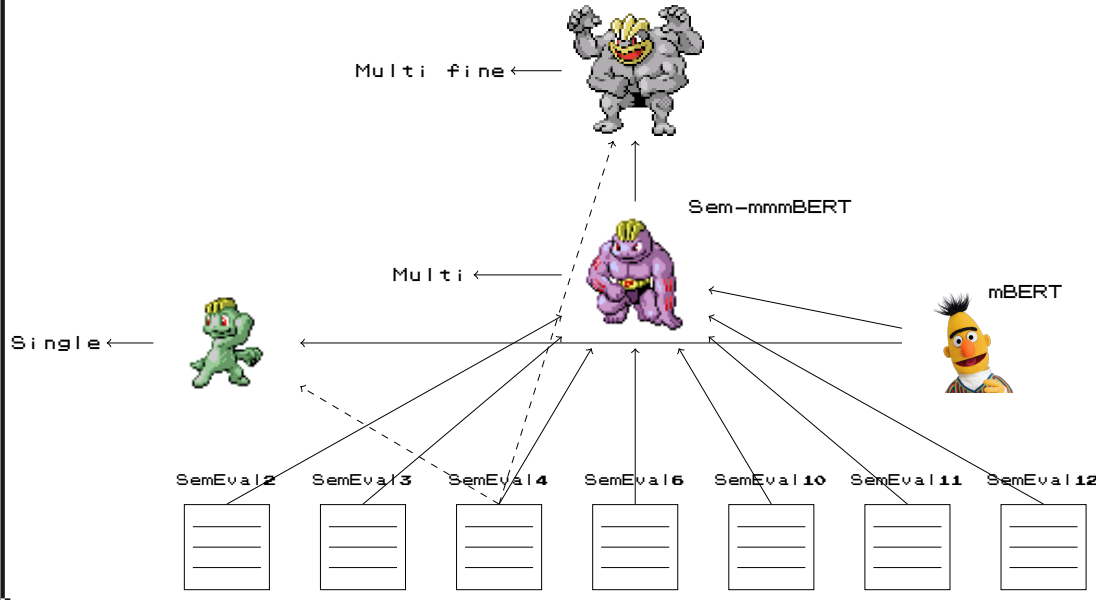 Multi fine
Sem-mmmBERT
Multi
mBERT
Single
SemEval2
SemEval3
SemEval4
SemEval6
SemEval10
SemEval11
SemEval12